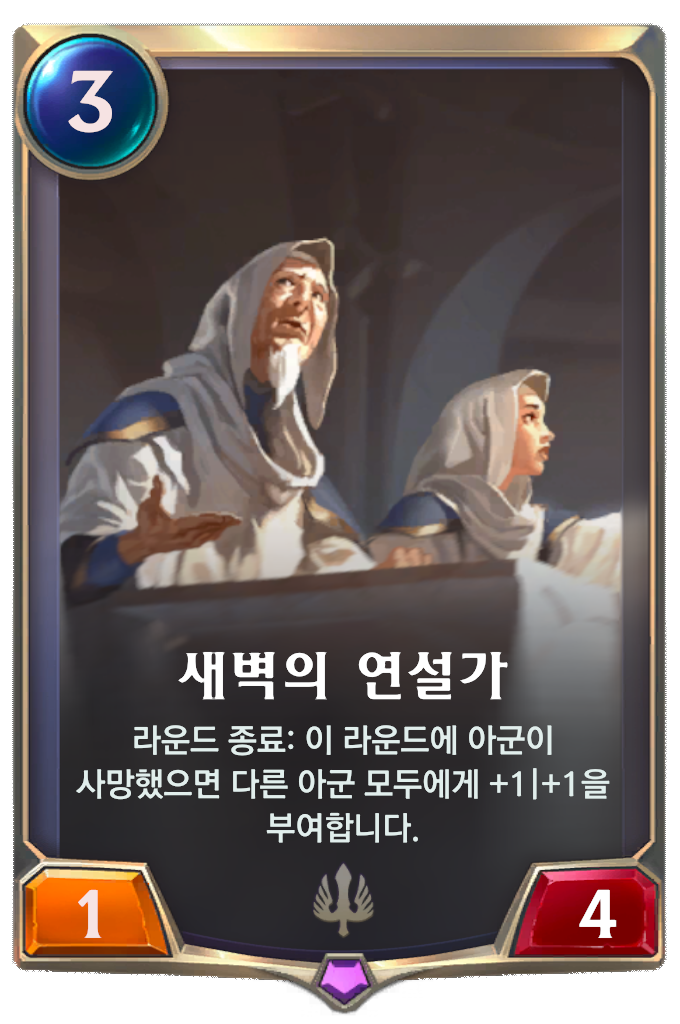 3
새벽의 연설가
라운드 종료: 이 라운드에 아군이
사망했으면 다른 아군 모두에게 +1|+1을
부여합니다.
1
4